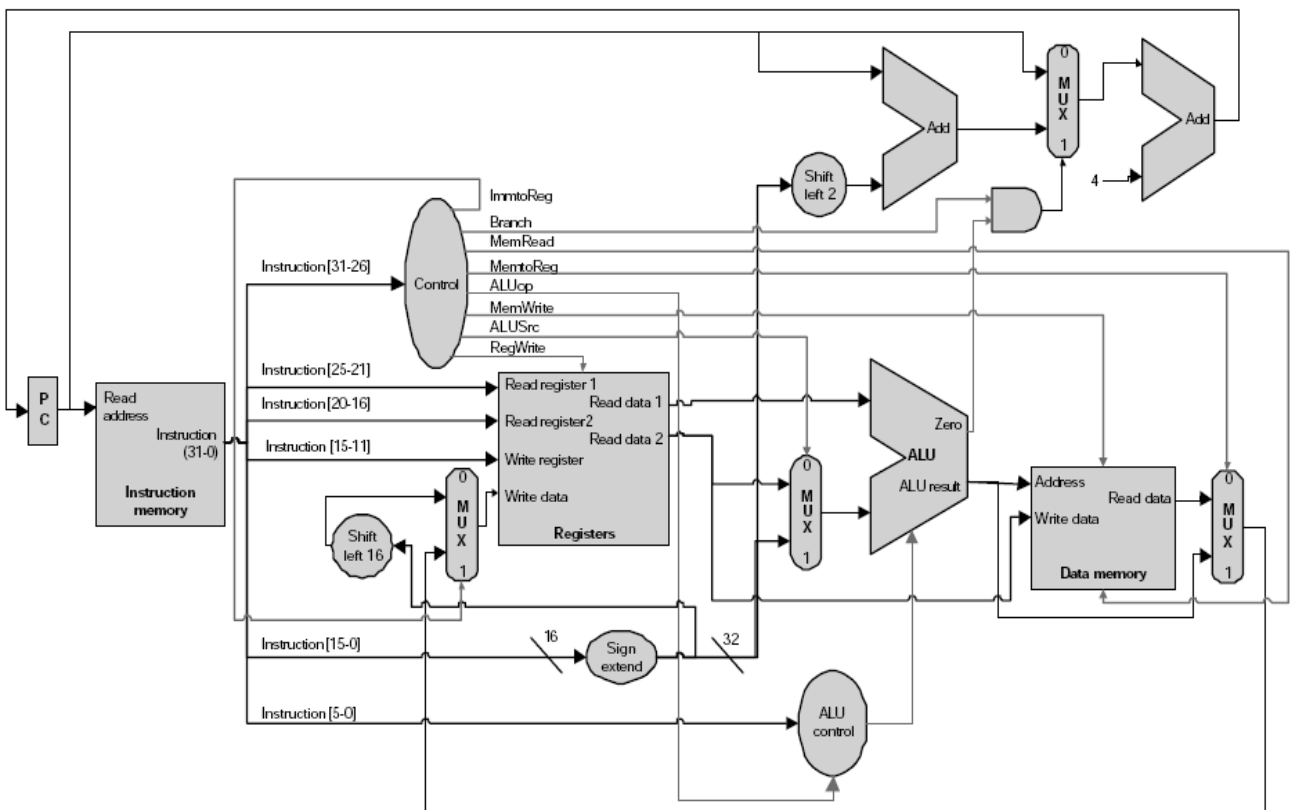 0
M
U
X
1
Add
Add
4
Shift
left 2
ImmtoReg
Branch
MemRead
MemtoReg
ALUop
MemWrite
ALUSrc
RegWrite
Control
Instruction [31-26]
Instruction [25-21]
Instruction [20-16]
Instruction [15-11]
P
C
Read
address
Instruction
(31-0)
Instruction
memory
Read register 1
Read data 1
Read register2
Read data 2
Write register
Write data
Registers
0
M
U
X
1
Shift
left 16
0
M
U
X
1
Zero
ALU
ALU result
Address
Read data
Write data
Data memory
0
M
U
X
1
Instruction [15-0]
16
Sign
extend
32
Instruction [5-0]
ALU
control